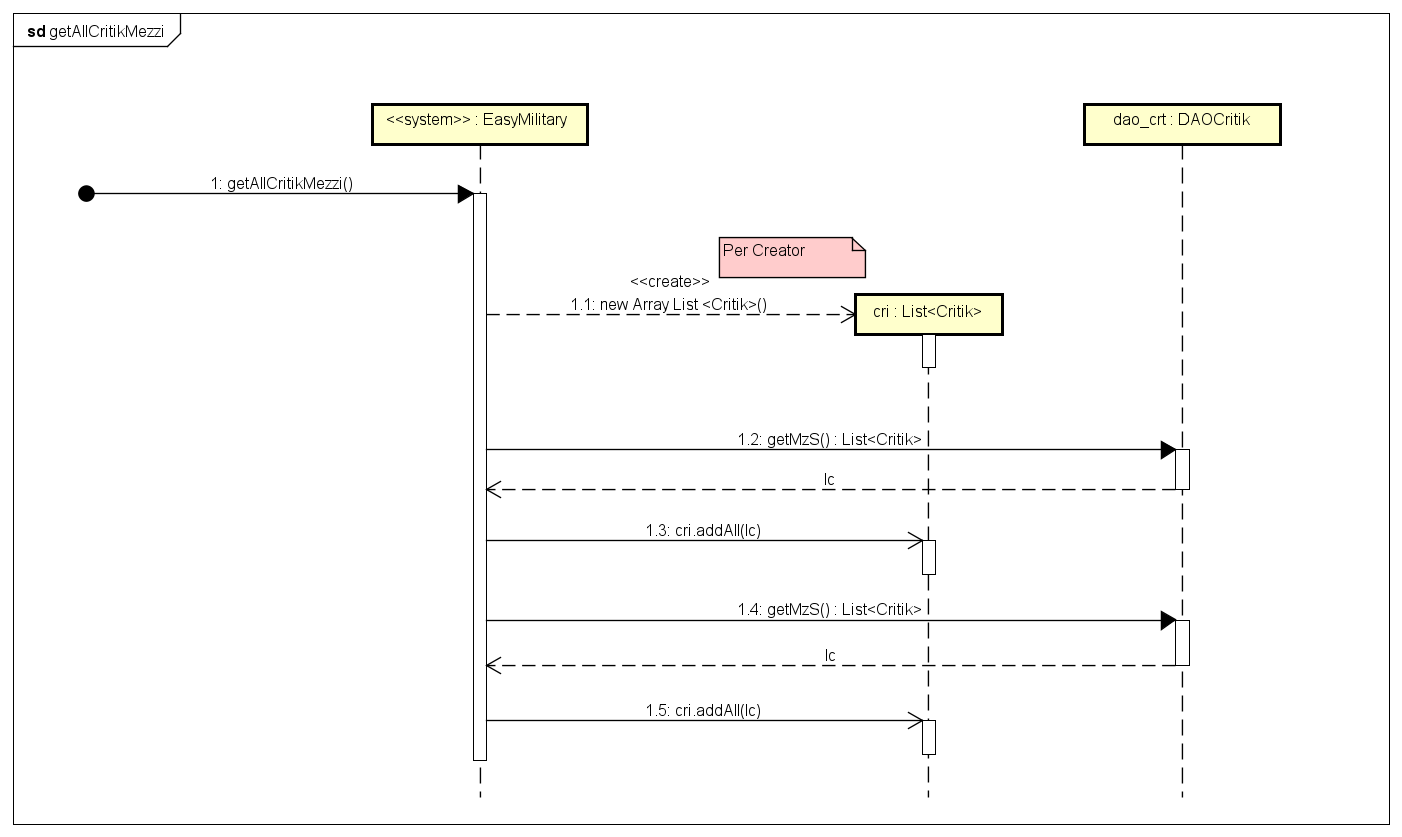 sd getAllCritikMezzi
<<system>> : EasyMilitary
dao_crt : DAOCritik
1: getAllCritikMezzi()
Per Creator
<<create>>
1.1: new Array List <Critik>()
cri : List<Critik>
1.2: getMzS() : List<Critik>
lc
1.3: cri.addAll(lc)
1.4: getMzS() : List<Critik>
lc
1.5: cri.addAll(lc)